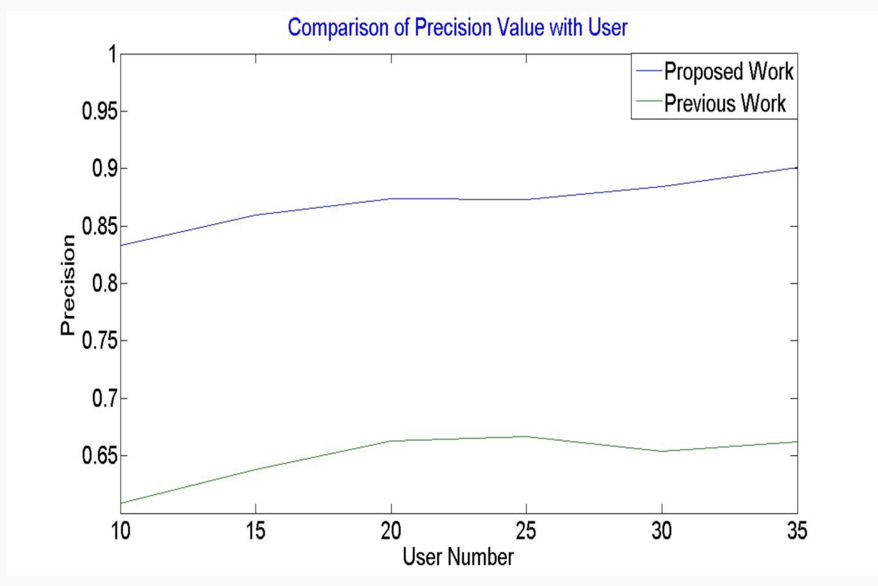 Comparison of Precision Value with User
1
Proposed Work
Previous Work
0.95
0.9
0.85
0.8
0.75
0.7
0.65
Precision
10 15 20 25 30 35
User Number